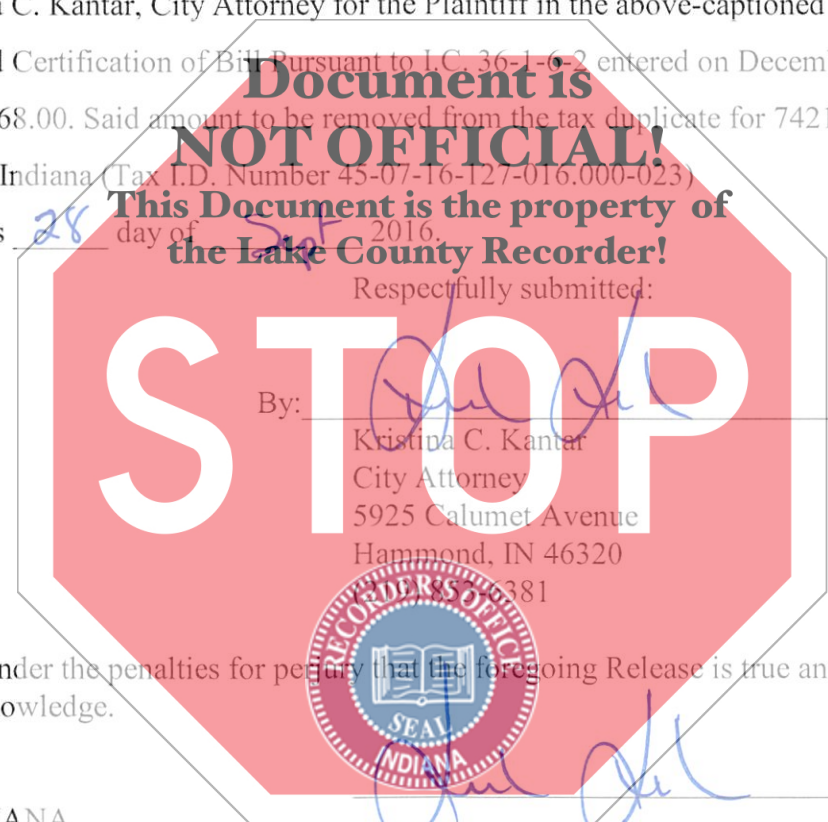 C. Kantar, City Attorney for the Plaintiff in the above-captioned
Certification of Bill Pursuant to I.C. 36-1-6-2 entered on Decem
Document is
68.00. Said amount to be removed from the tax duplicate for 7421
NOT OFFICIAL!
Indiana (Tax I.D. Number 45-07-16-127-016.000-023)
This Document is the property of
28 day of Sept 2016.
the Lake County Recorder!
Respectfully submitted:
STOP
By:
Kristina C. Kantar
City Attorney
5925 Calumet Avenue
Hammond, IN 46320
(219) 853-6381
RECORDER'S OFFICE
SEAL
INDIANA
nder the penalties for perjury that the foregoing Release is true an
owledge.
ANA